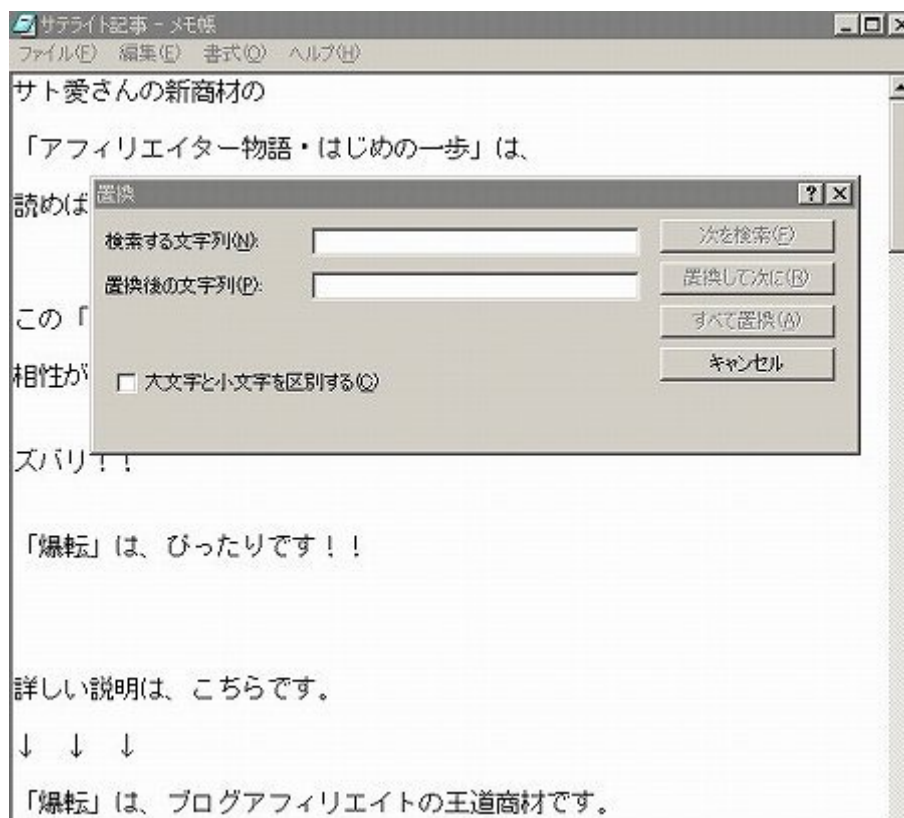 サテライト記事 - メモ帳
ファイル(F) 編集(E) 書式(O) ヘルプ(H)
サト愛さんの新商材の
「アフィリエイター物語・はじめの一歩」は、
読めば
置換
検索する文字列(N):
次を検索(F)
置換後の文字列(P):
置換して次に(R)
すべて置換(A)
キャンセル
大文字と小文字を区別する(C)
この「
相性が
ズバリ！！
「爆転」は、ぴったりです！！
詳しい説明は、こちらです。
↓ ↓ ↓
「爆転」は、ブログアフィリエイトの王道商材です。